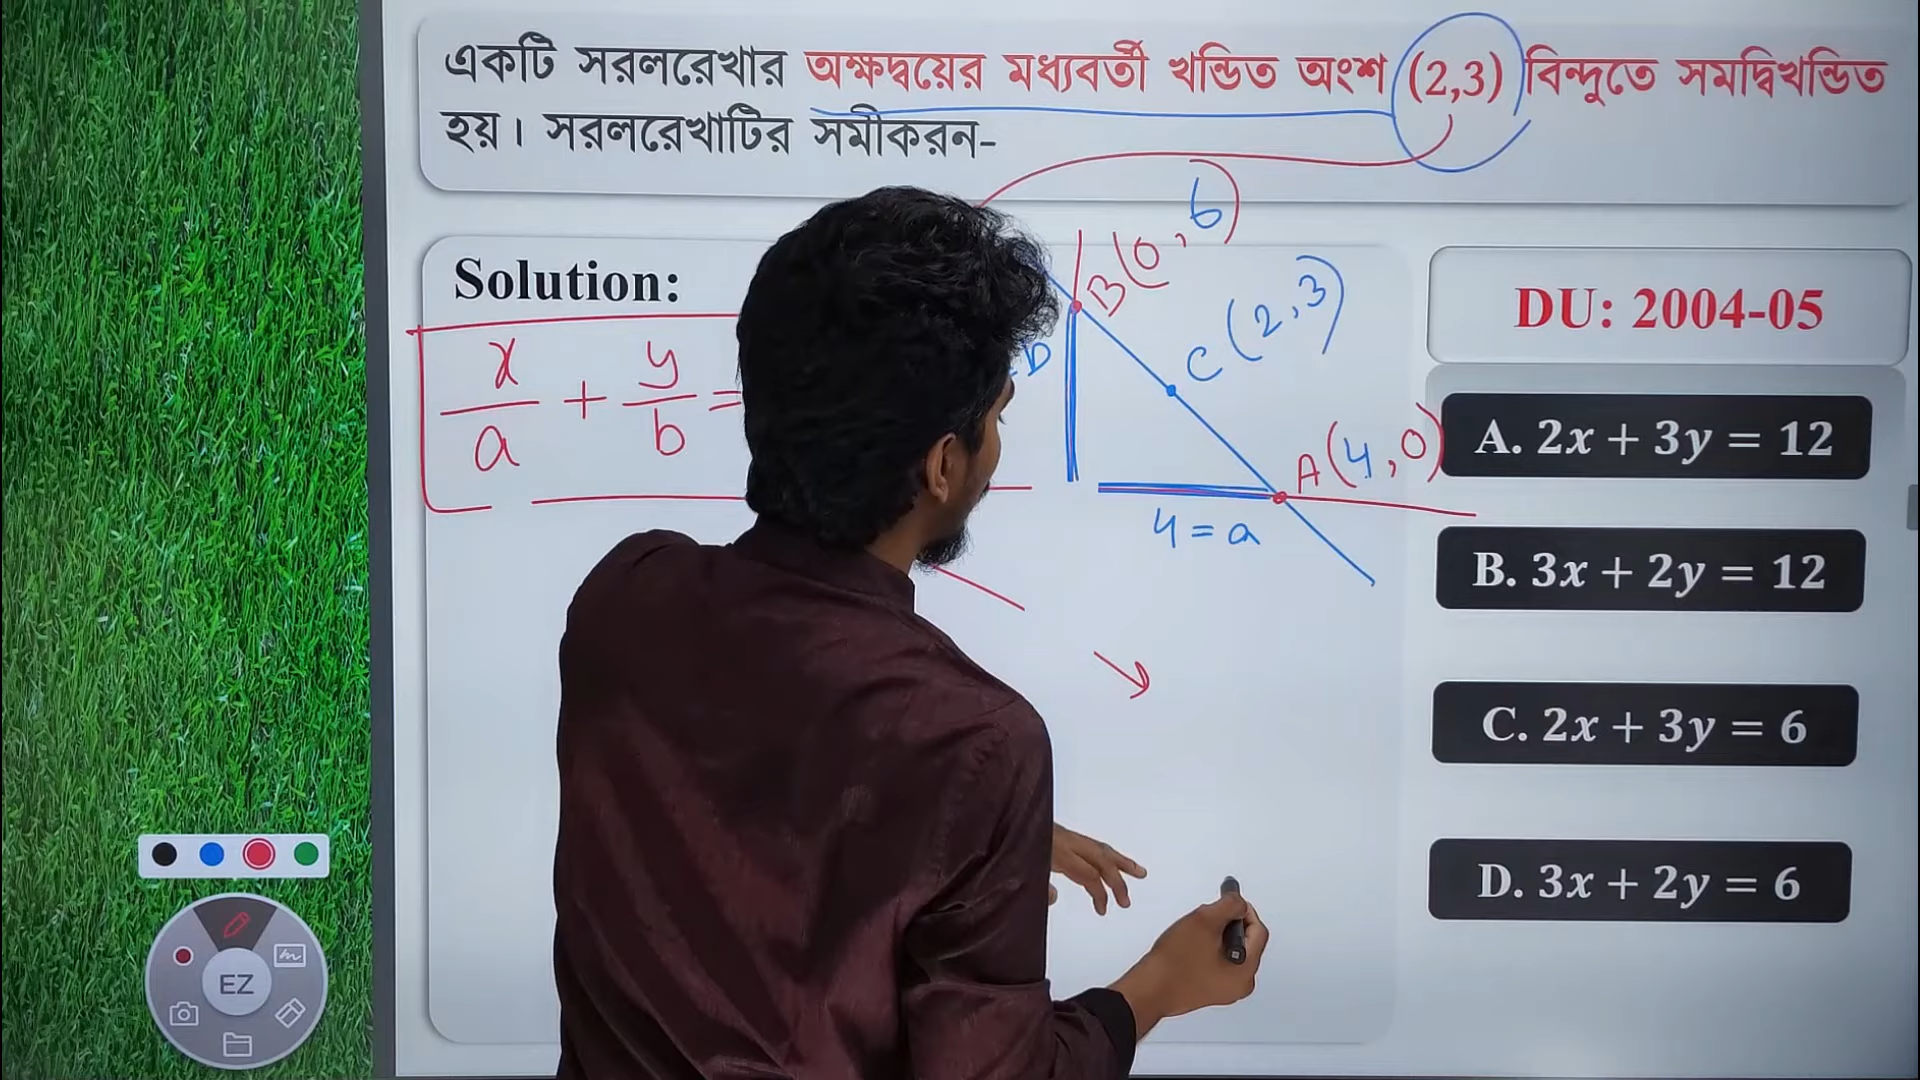 একটি সরলরেখার অক্ষদ্বয়ের মধ্যবর্তী খন্ডিত অংশ (2,3) বিন্দুতে সমদ্বিখন্ডিত
হয়। সরলরেখাটির সমীকরন-
Solution:
x/a + y/b =
B(0,6)
C(2,3)
A(4,0)
b
4=a
DU: 2004-05
A. 2x + 3y = 12
B. 3x + 2y = 12
C. 2x + 3y = 6
D. 3x + 2y = 6
EZ